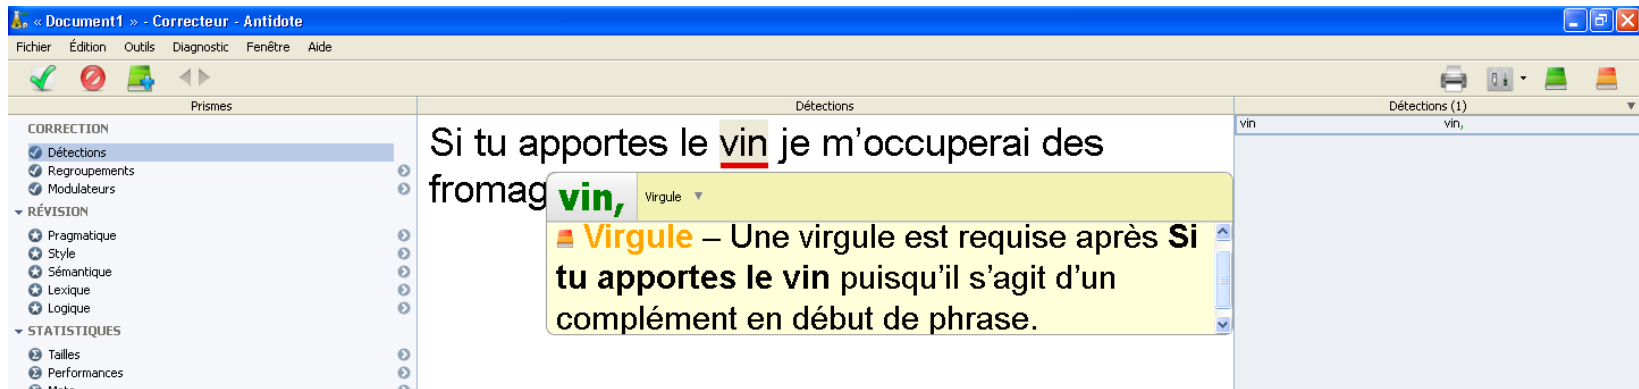 « Document1 » - Correcteur - Antidote
Fichier Édition Outils Diagnostic Fenêtre Aide
Prismes
Détections
Détections (1)
CORRECTION
Détections
Regroupements
Modulateurs
RÉVISION
Pragmatique
Style
Sémantique
Lexique
Logique
STATISTIQUES
Tailles
Performances
Si tu apportes le vin je m'occuperai des
fromag
vin, Virgule
Virgule – Une virgule est requise après Si
tu apportes le vin puisqu'il s'agit d'un
complément en début de phrase.
vin vin,